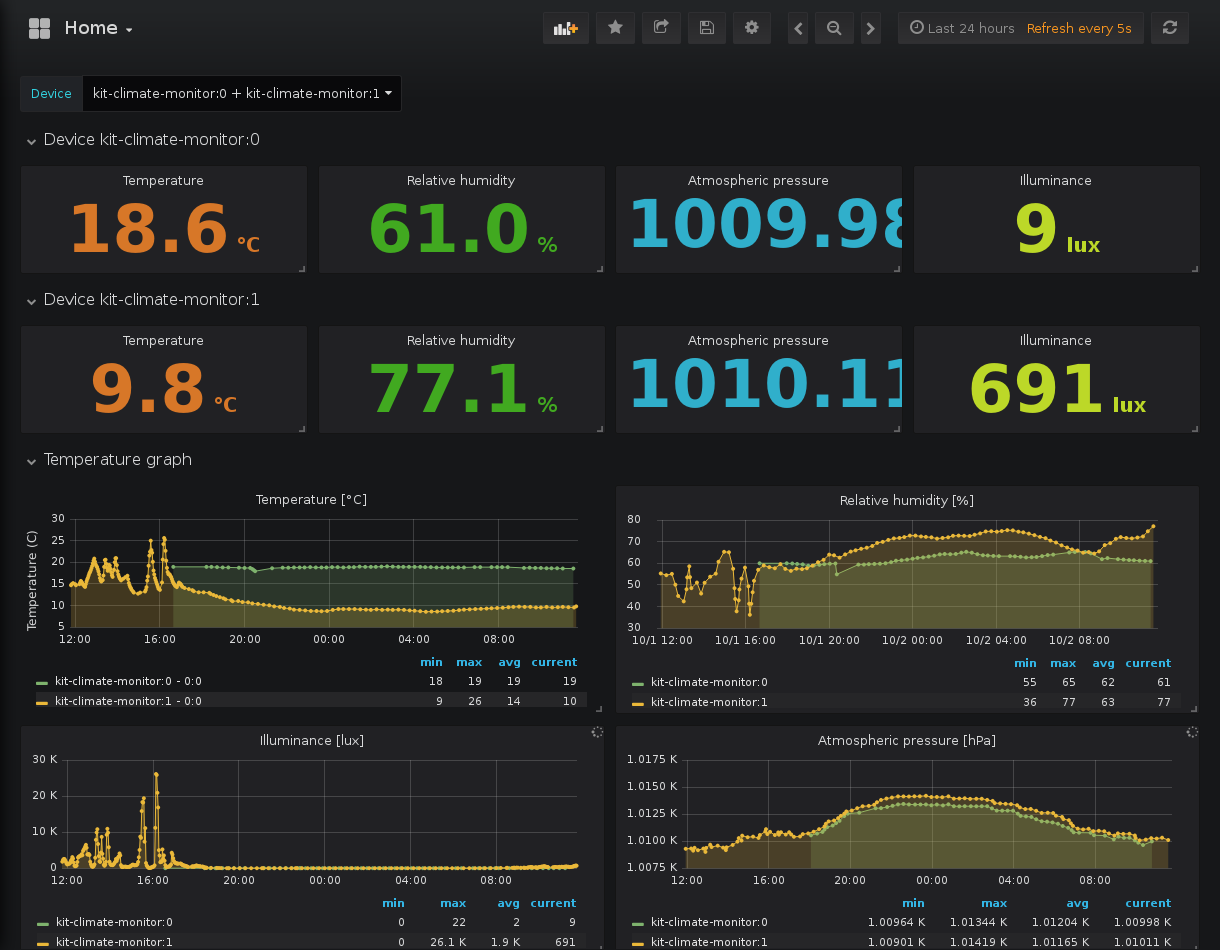 Home
Last 24 hours Refresh every 5s
Device kit-climate-monitor:0 + kit-climate-monitor:1
Device kit-climate-monitor:0
Temperature Relative humidity Atmospheric pressure Illuminance
18.6 °C 61.0 % 1009.98 9 lux
Device kit-climate-monitor:1
Temperature Relative humidity Atmospheric pressure Illuminance
9.8 °C 77.1 % 1010.11 691 lux
Temperature graph
Temperature [°C]
Temperature (C)
30
25
20
15
10
5
12:00 16:00 20:00 00:00 04:00 08:00
min max avg current
kit-climate-monitor:0 - 0:0 18 19 19 19
kit-climate-monitor:1 - 0:0 9 26 14 10
Relative humidity [%]
80
70
60
50
40
30
10/1 12:00 10/1 16:00 10/1 20:00 10/2 00:00 10/2 04:00 10/2 08:00
min max avg current
kit-climate-monitor:0 55 65 62 61
kit-climate-monitor:1 36 77 63 77
Illuminance [lux]
30 K
20 K
10 K
0
12:00 16:00 20:00 00:00 04:00 08:00
min max avg current
kit-climate-monitor:0 0 22 2 9
kit-climate-monitor:1 0 26.1 K 1.9 K 691
Atmospheric pressure [hPa]
1.0175 K
1.0150 K
1.0125 K
1.0100 K
1.0075 K
12:00 16:00 20:00 00:00 04:00 08:00
min max avg current
kit-climate-monitor:0 1.00964 K 1.01344 K 1.01204 K 1.00998 K
kit-climate-monitor:1 1.00901 K 1.01419 K 1.01165 K 1.01011 K